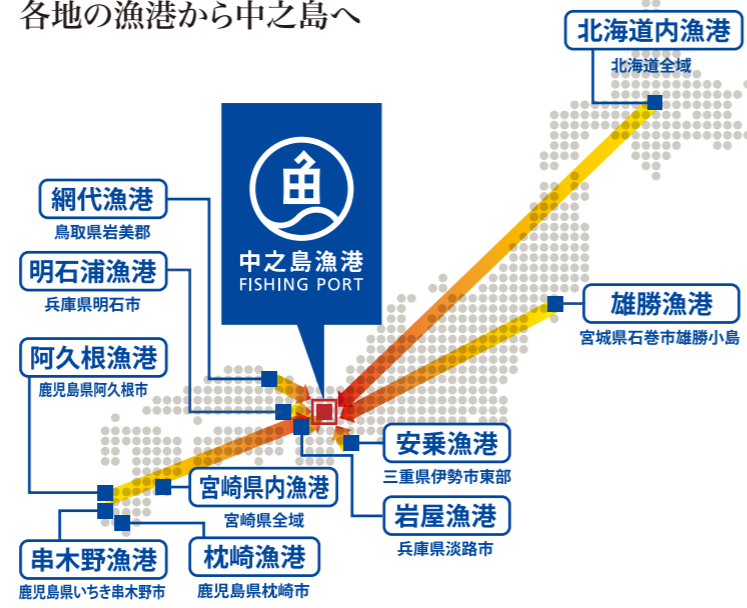 各地の漁港から中之島へ
北海道内漁港
北海道全域
中之島漁港
FISHING PORT
網代漁港
鳥取県岩美郡
明石浦漁港
兵庫県明石市
雄勝漁港
宮城県石巻市雄勝小島
阿久根漁港
鹿児島県阿久根市
安乗漁港
三重県伊勢市東部
宮崎県内漁港
宮崎県全域
岩屋漁港
兵庫県淡路市
串木野漁港
鹿児島県いちき串木野市
枕崎漁港
鹿児島県枕崎市